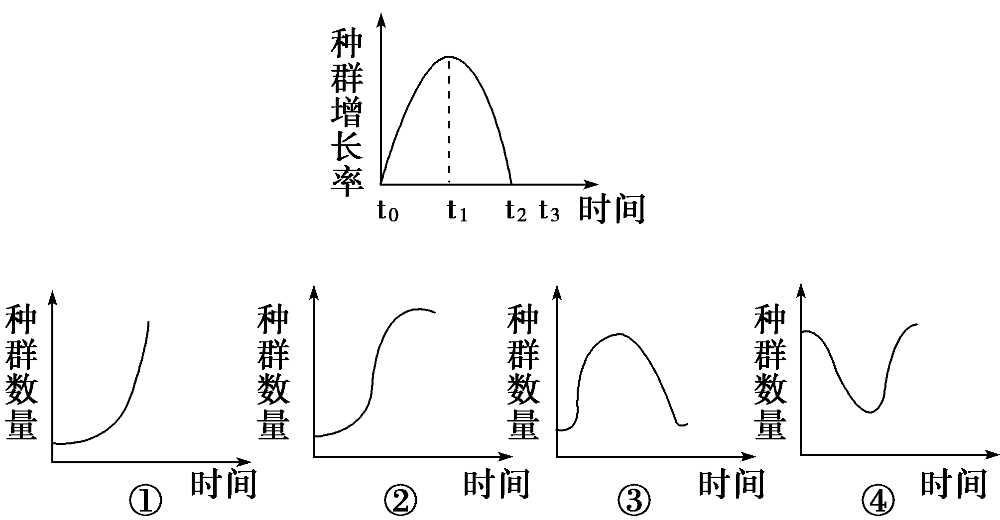 种群增长率
t₀ t₁ t₂ t₃ 时间
种群数量
时间
①
种群数量
时间
②
种群数量
时间
③
种群数量
时间
④